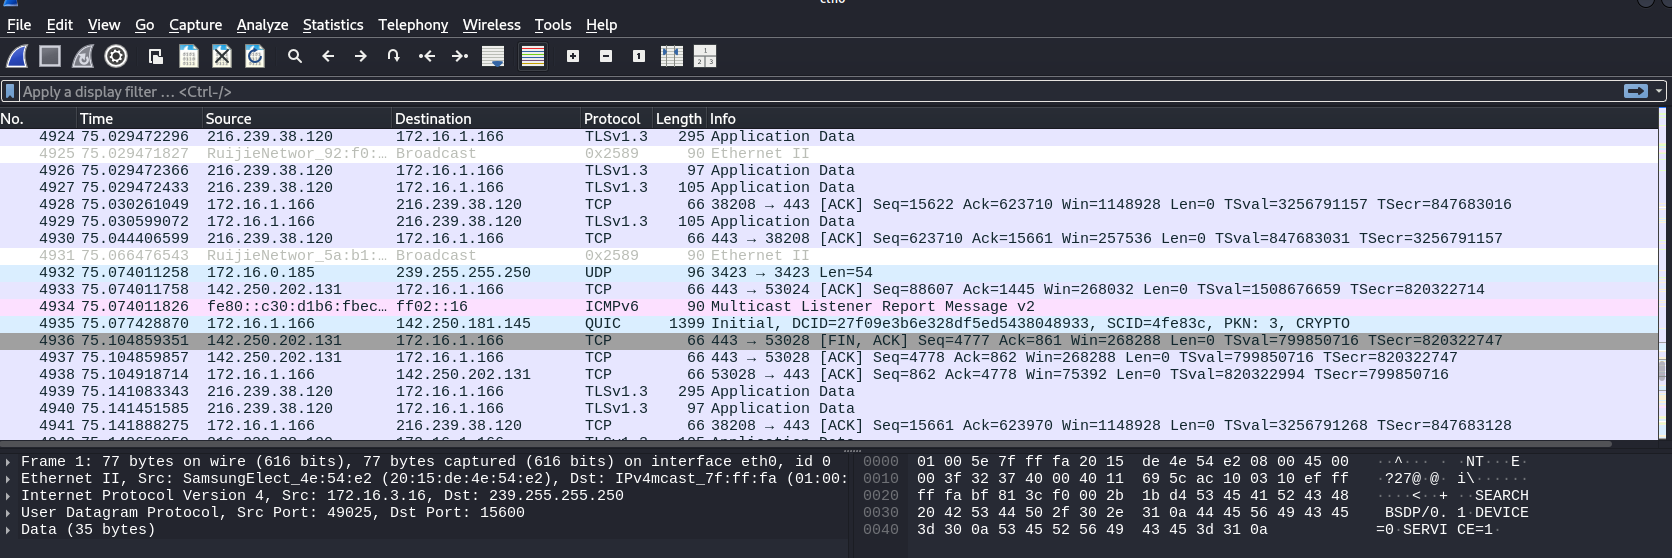 File Edit View Go Capture Analyze Statistics Telephony Wireless Tools Help
Apply a display filter … <Ctrl-/>
No. Time Source Destination Protocol Length Info
4924 75.029472296 216.239.38.120 172.16.1.166 TLSv1.3 295 Application Data
4925 75.029471827 RuijieNetwor_92:f0:… Broadcast 0x2589 90 Ethernet II
4926 75.029472366 216.239.38.120 172.16.1.166 TLSv1.3 97 Application Data
4927 75.029472433 216.239.38.120 172.16.1.166 TLSv1.3 105 Application Data
4928 75.030261049 172.16.1.166 216.239.38.120 TCP 66 38208 → 443 [ACK] Seq=15622 Ack=623710 Win=1148928 Len=0 TSval=3256791157 TSecr=847683016
4929 75.030599072 172.16.1.166 216.239.38.120 TLSv1.3 105 Application Data
4930 75.044406599 216.239.38.120 172.16.1.166 TCP 66 443 → 38208 [ACK] Seq=623710 Ack=15661 Win=257536 Len=0 TSval=847683031 TSecr=3256791157
4931 75.066476543 RuijieNetwor_5a:b1:… Broadcast 0x2589 90 Ethernet II
4932 75.074011258 172.16.0.185 239.255.255.250 UDP 96 3423 → 3423 Len=54
4933 75.074011758 142.250.202.131 172.16.1.166 TCP 66 443 → 53024 [ACK] Seq=88607 Ack=1445 Win=268032 Len=0 TSval=1508676659 TSecr=820322714
4934 75.074011826 fe80::c30:d1b6:fbec… ff02::16 ICMPv6 90 Multicast Listener Report Message v2
4935 75.077428870 172.16.1.166 142.250.181.145 QUIC 1399 Initial, DCID=27f09e3b6e328df5ed5438048933, SCID=4fe83c, PKN: 3, CRYPTO
4936 75.104859351 142.250.202.131 172.16.1.166 TCP 66 443 → 53028 [FIN, ACK] Seq=4777 Ack=861 Win=268288 Len=0 TSval=799850716 TSecr=820322747
4937 75.104859857 142.250.202.131 172.16.1.166 TCP 66 443 → 53028 [ACK] Seq=4778 Ack=862 Win=268288 Len=0 TSval=799850716 TSecr=820322747
4938 75.104918714 172.16.1.166 142.250.202.131 TCP 66 53028 → 443 [ACK] Seq=862 Ack=4778 Win=75392 Len=0 TSval=820322994 TSecr=799850716
4939 75.141083343 216.239.38.120 172.16.1.166 TLSv1.3 295 Application Data
4940 75.141451585 216.239.38.120 172.16.1.166 TLSv1.3 97 Application Data
4941 75.141888275 172.16.1.166 216.239.38.120 TCP 66 38208 → 443 [ACK] Seq=15661 Ack=623970 Win=1148928 Len=0 TSval=3256791268 TSecr=847683128
Frame 1: 77 bytes on wire (616 bits), 77 bytes captured (616 bits) on interface eth0, id 0
Ethernet II, Src: SamsungElect_4e:54:e2 (20:15:de:4e:54:e2), Dst: IPv4mcast_7f:ff:fa (01:00:
Internet Protocol Version 4, Src: 172.16.3.16, Dst: 239.255.255.250
User Datagram Protocol, Src Port: 49025, Dst Port: 15600
Data (35 bytes)
0000 01 00 5e 7f ff fa 20 15 de 4e 54 e2 08 00 45 00 ··^··· · ·NT···E·
0010 00 3f 32 37 40 00 40 11 69 5c ac 10 03 10 ef ff ·?27@·@· i\······
0020 ff fa bf 81 3c f0 00 2b 1b d4 53 45 41 52 43 48 ····<··+ ··SEARCH
0030 20 42 53 44 50 2f 30 2e 31 0a 44 45 56 49 43 45 BSDP/0. 1·DEVICE
0040 3d 30 0a 53 45 52 56 49 43 45 3d 31 0a =0·SERVI CE=1·